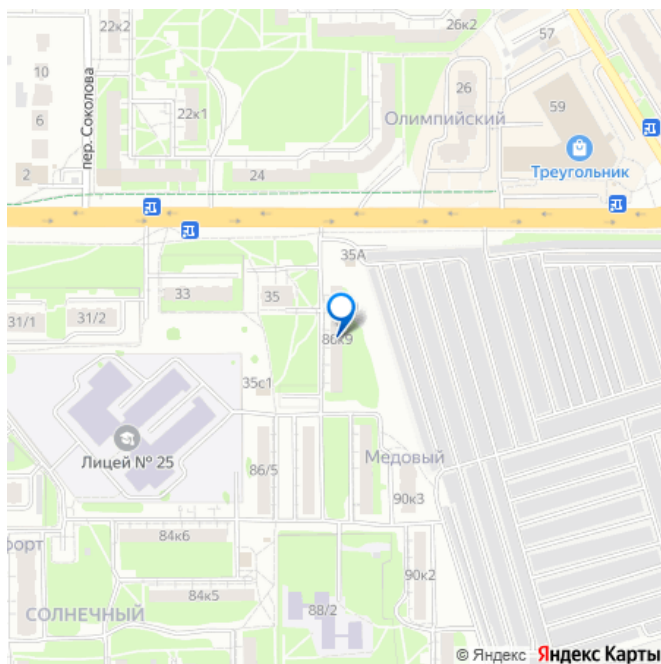 22к2
26к2
57
10
пер. Соколова
26
59
22к1
6
Олимпийский
Треугольник
2
24
35А
33
35
31/1
31/2
86к9
35с1
Лицей № 25
86/5
Медовый
90к3
84к6
форт
90к2
84к5
СОЛНЕЧНЫЙ
88/2
© Яндекс Яндекс Карты